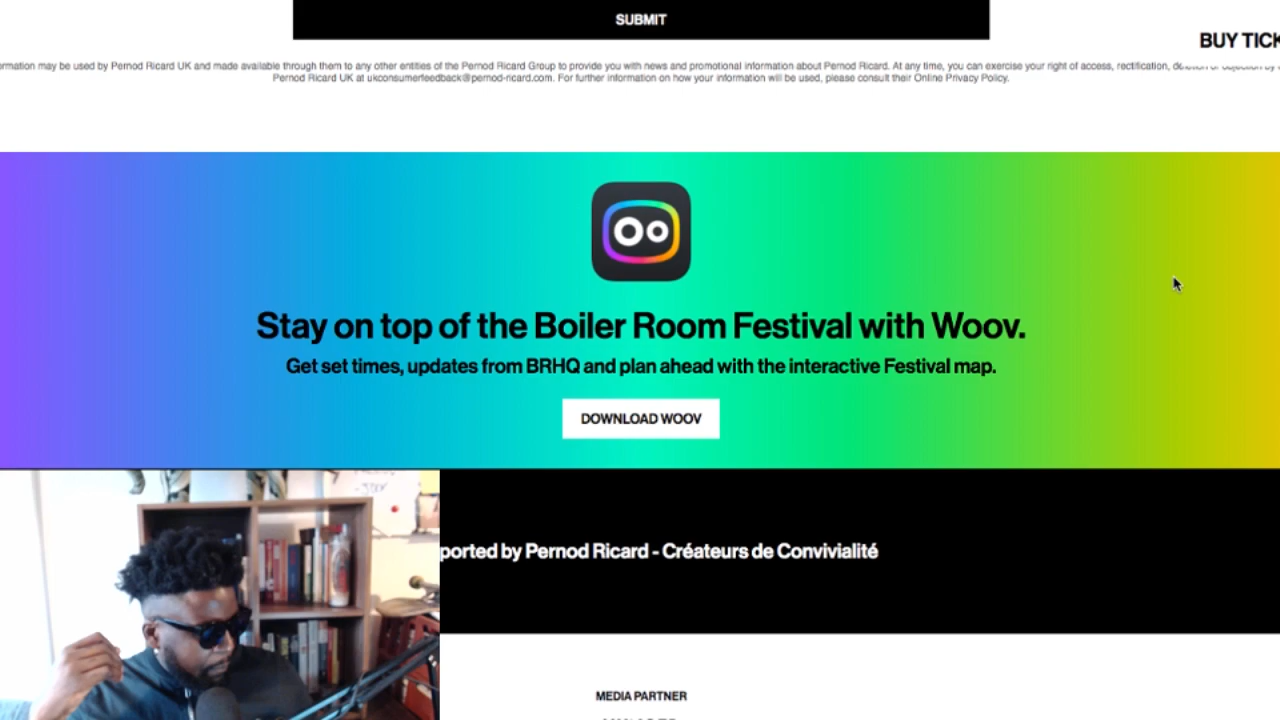 SUBMIT
BUY TICK
ormation may be used by Pernod Ricard UK and made available through them to any other entities of the Pernod Ricard Group to provide you with news and promotional information about Pernod Ricard. At any time, you can exercise your right of access, rectification,
Pernod Ricard UK at ukconsumerfeedback@pernod-ricard.com. For further information on how your information will be used, please consult their Online Privacy Policy.
Stay on top of the Boiler Room Festival with Woov.
Get set times, updates from BRHQ and plan ahead with the interactive Festival map.
DOWNLOAD WOOV
ported by Pernod Ricard - Créateurs de Convivialité
MEDIA PARTNER